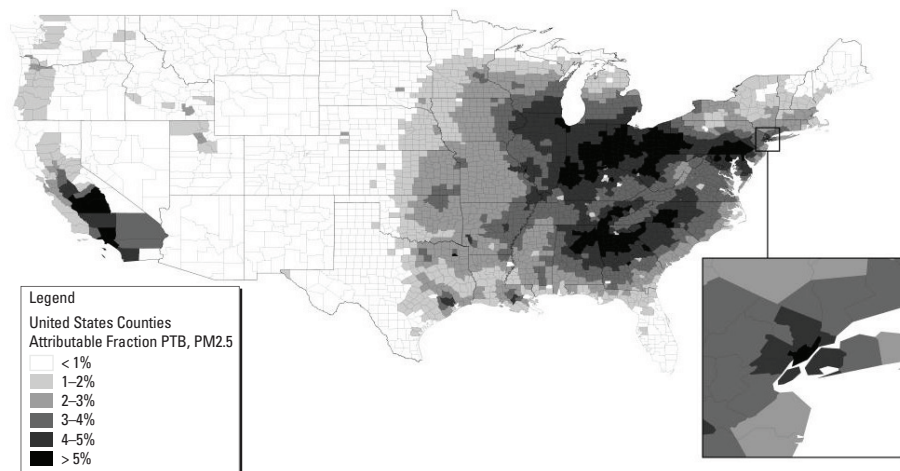 Legend
United States Counties
Attributable Fraction PTB, PM2.5
< 1%
1–2%
2–3%
3–4%
4–5%
> 5%